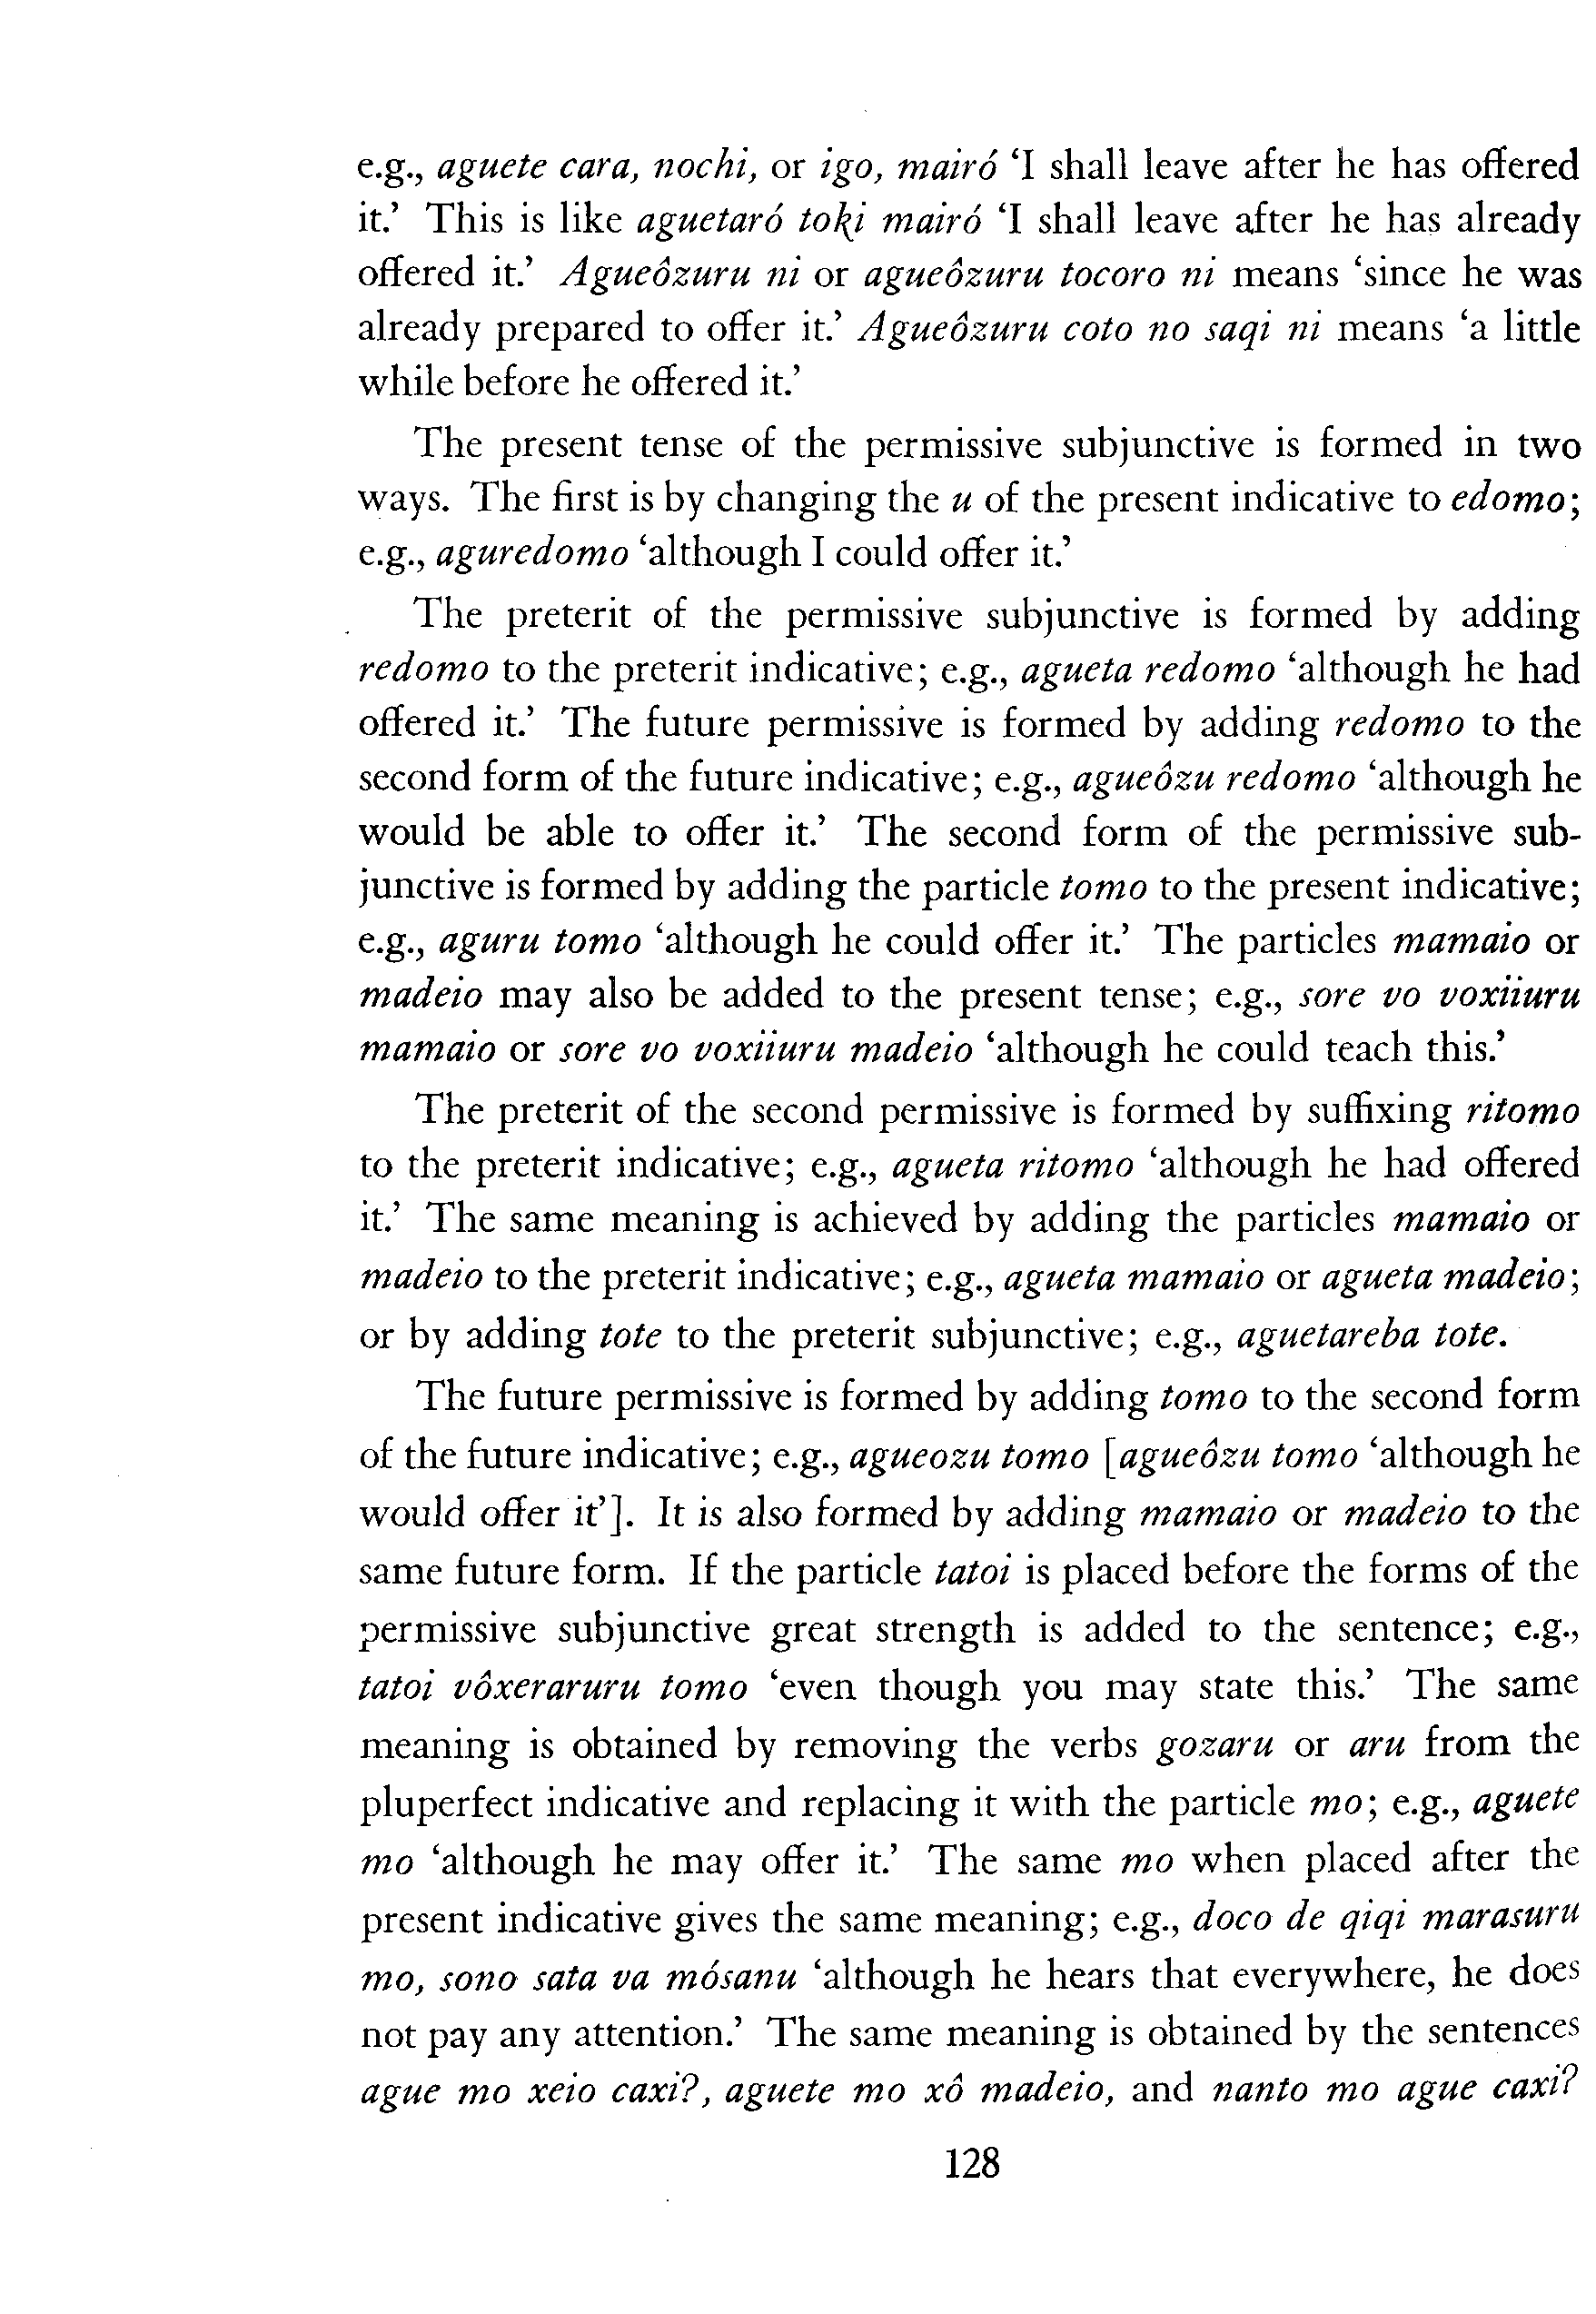 e.g., aguete cara, nochi, or igo, mairó ‘I shall leave after he has offered
it.’ This is like aguetaró toki mairó ‘I shall leave after he has already
offered it.’ Agueôzuru ni or agueôzuru tocoro ni means ‘since he was
already prepared to offer it.’ Agueôzuru coto no saqi ni means ‘a little
while before he offered it.’
The present tense of the permissive subjunctive is formed in two
ways. The first is by changing the u of the present indicative to edomo;
e.g., aguredomo ‘although I could offer it.’
The preterit of the permissive subjunctive is formed by adding
redomo to the preterit indicative; e.g., agueta redomo ‘although he had
offered it.’ The future permissive is formed by adding redomo to the
second form of the future indicative; e.g., agueôzu redomo ‘although he
would be able to offer it.’ The second form of the permissive sub-
junctive is formed by adding the particle tomo to the present indicative;
e.g., aguru tomo ‘although he could offer it.’ The particles mamaio or
madeio may also be added to the present tense; e.g., sore vo voxiiuru
mamaio or sore vo voxiiuru madeio ‘although he could teach this.’
The preterit of the second permissive is formed by suffixing ritomo
to the preterit indicative; e.g., agueta ritomo ‘although he had offered
it.’ The same meaning is achieved by adding the particles mamaio or
madeio to the preterit indicative; e.g., agueta mamaio or agueta madeio;
or by adding tote to the preterit subjunctive; e.g., aguetareba tote.
The future permissive is formed by adding tomo to the second form
of the future indicative; e.g., agueozu tomo [agueôzu tomo ‘although he
would offer it’]. It is also formed by adding mamaio or madeio to the
same future form. If the particle tatoi is placed before the forms of the
permissive subjunctive great strength is added to the sentence; e.g.,
tatoi vôxeraruru tomo ‘even though you may state this.’ The same
meaning is obtained by removing the verbs gozaru or aru from the
pluperfect indicative and replacing it with the particle mo; e.g., aguete
mo ‘although he may offer it.’ The same mo when placed after the
present indicative gives the same meaning; e.g., doco de qiqi marasuru
mo, sono sata va mósanu ‘although he hears that everywhere, he does
not pay any attention.’ The same meaning is obtained by the sentences
ague mo xeio caxi?, aguete mo xô madeio, and nanto mo ague caxi?
128